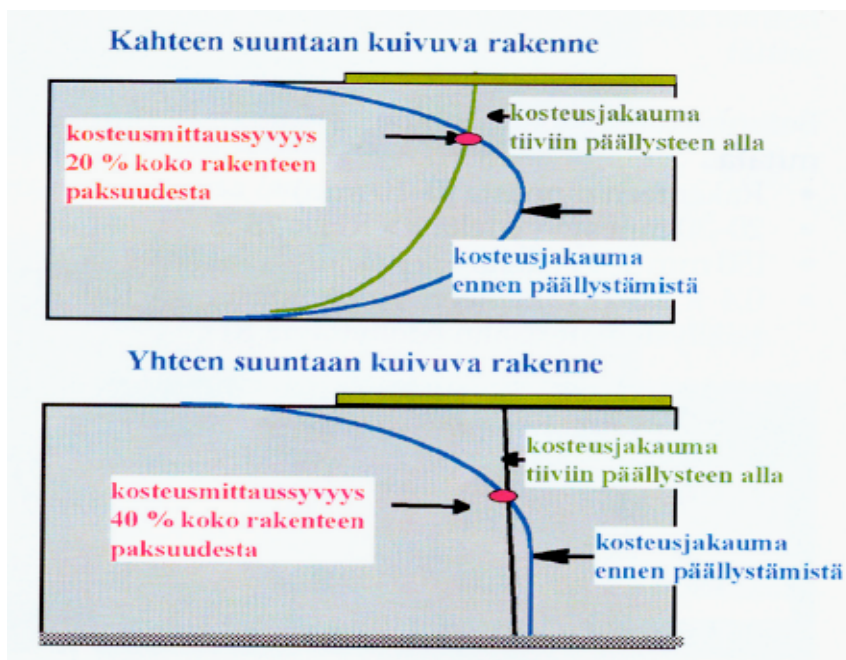 Kahteen suuntaan kuivuva rakenne
kosteusmittaussyvyys
20 % koko rakenteen
paksuudesta
kosteusjakauma
tiiviin päällysteen alla
kosteusjakauma
ennen päällystämistä
Yhteen suuntaan kuivuva rakenne
kosteusmittaussyvyys
40 % koko rakenteen
paksuudesta
kosteusjakauma
tiiviin päällysteen alla
kosteusjakauma
ennen päällystämistä